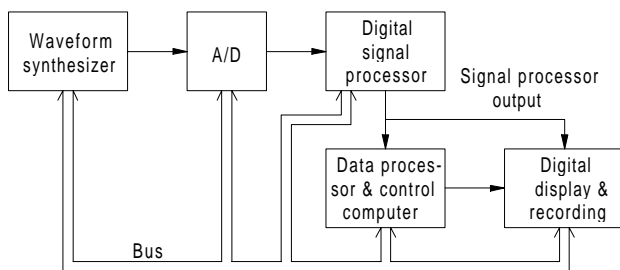 Waveform
synthesizer
A/D
Digital
signal
processor
Signal processor
output
Data proces-
sor & control
computer
Digital
display &
recording
Bus